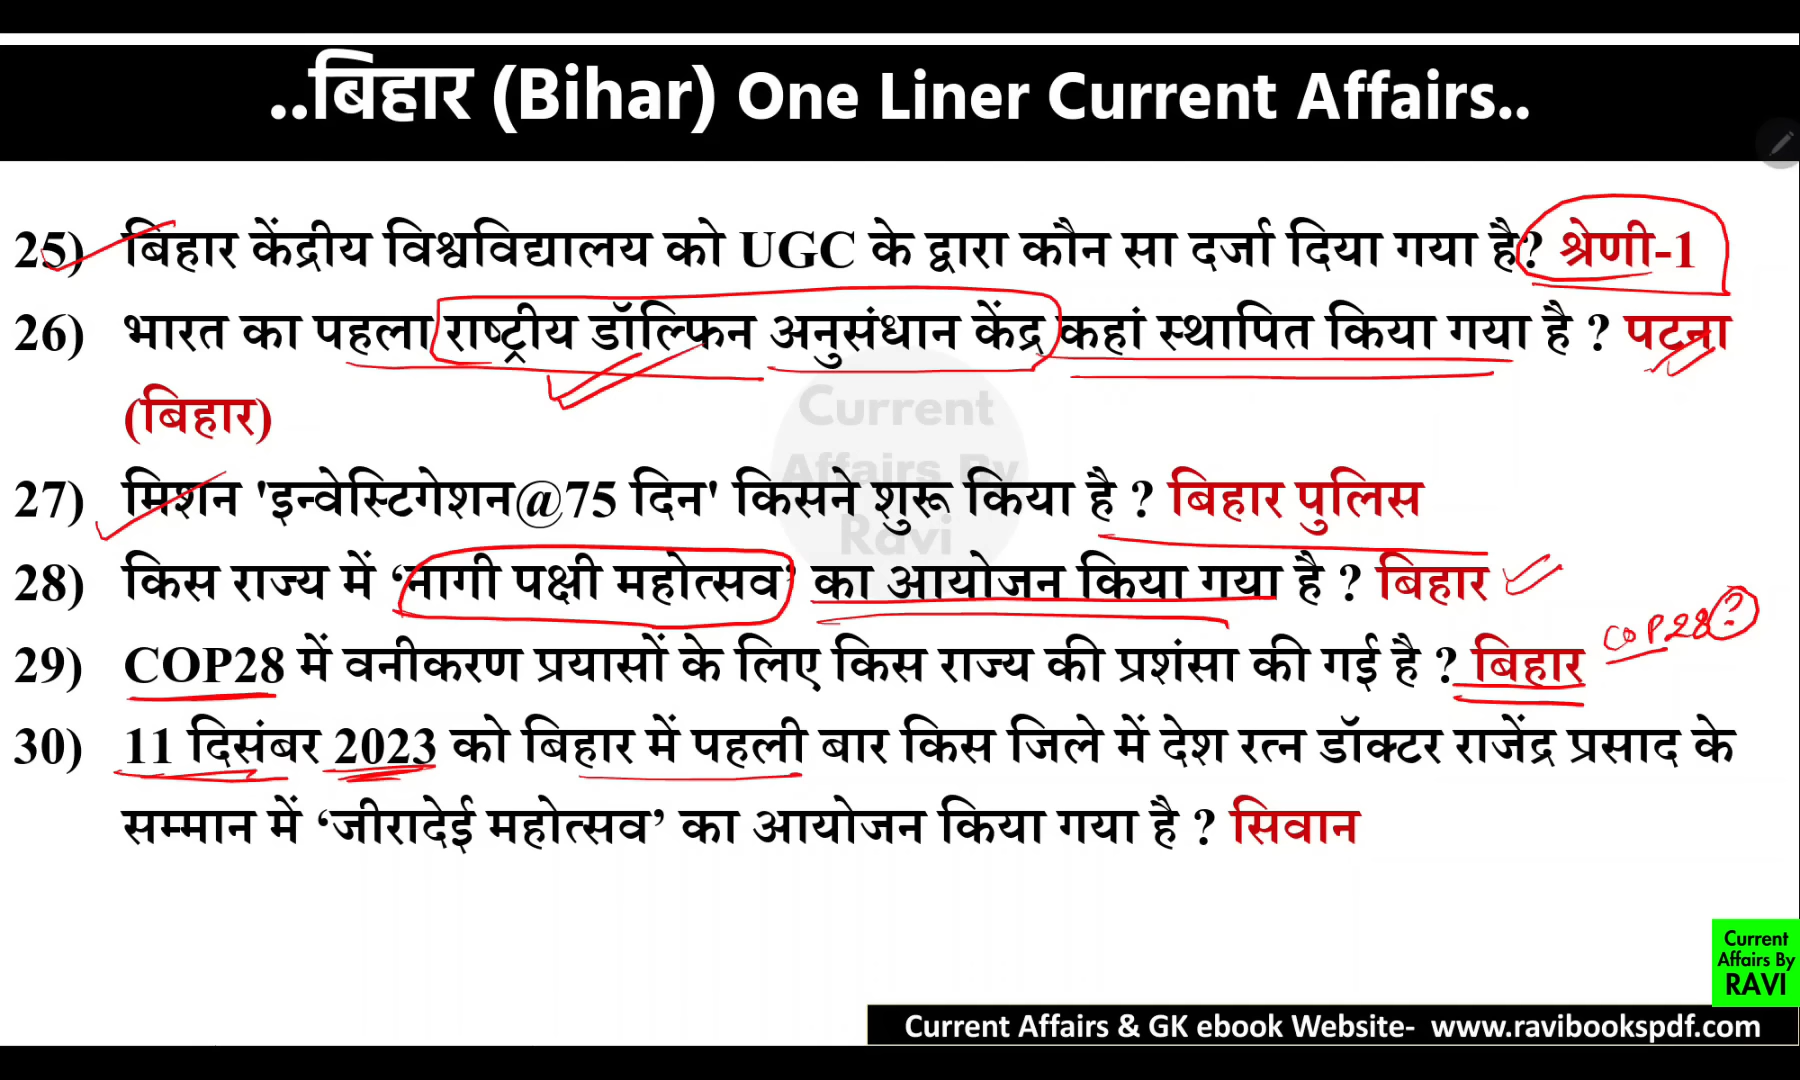 ..बिहार (Bihar) One Liner Current Affairs..
25) बिहार केंद्रीय विश्वविद्यालय को UGC के द्वारा कौन सा दर्जा दिया गया है? श्रेणी-1
26) भारत का पहला राष्ट्रीय डॉल्फिन अनुसंधान केंद्र कहां स्थापित किया गया है ? पटना
(बिहार)
27) मिशन 'इन्वेस्टिगेशन@75 दिन' किसने शुरू किया है ? बिहार पुलिस
28) किस राज्य में ‘नागी पक्षी महोत्सव’ का आयोजन किया गया है ? बिहार
COP28 ?
29) COP28 में वनीकरण प्रयासों के लिए किस राज्य की प्रशंसा की गई है ? बिहार
30) 11 दिसंबर 2023 को बिहार में पहली बार किस जिले में देश रत्न डॉक्टर राजेंद्र प्रसाद के
सम्मान में ‘जीरादेई महोत्सव’ का आयोजन किया गया है ? सिवान
Current
Affairs By
Ravi
Current
Affairs By
RAVI
Current Affairs & GK ebook Website- www.ravibookspdf.com